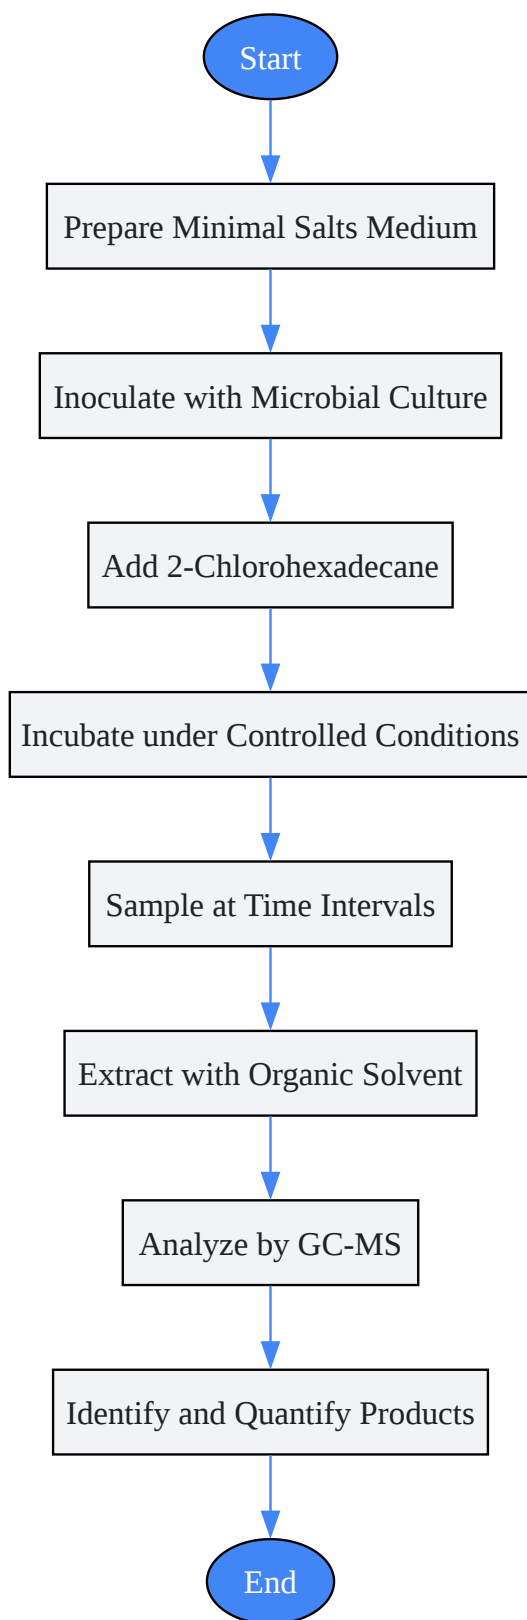 Start
Prepare Minimal Salts Medium
Inoculate with Microbial Culture
Add 2-Chlorohexadecane
Incubate under Controlled Conditions
Sample at Time Intervals
Extract with Organic Solvent
Analyze by GC-MS
Identify and Quantify Products
End